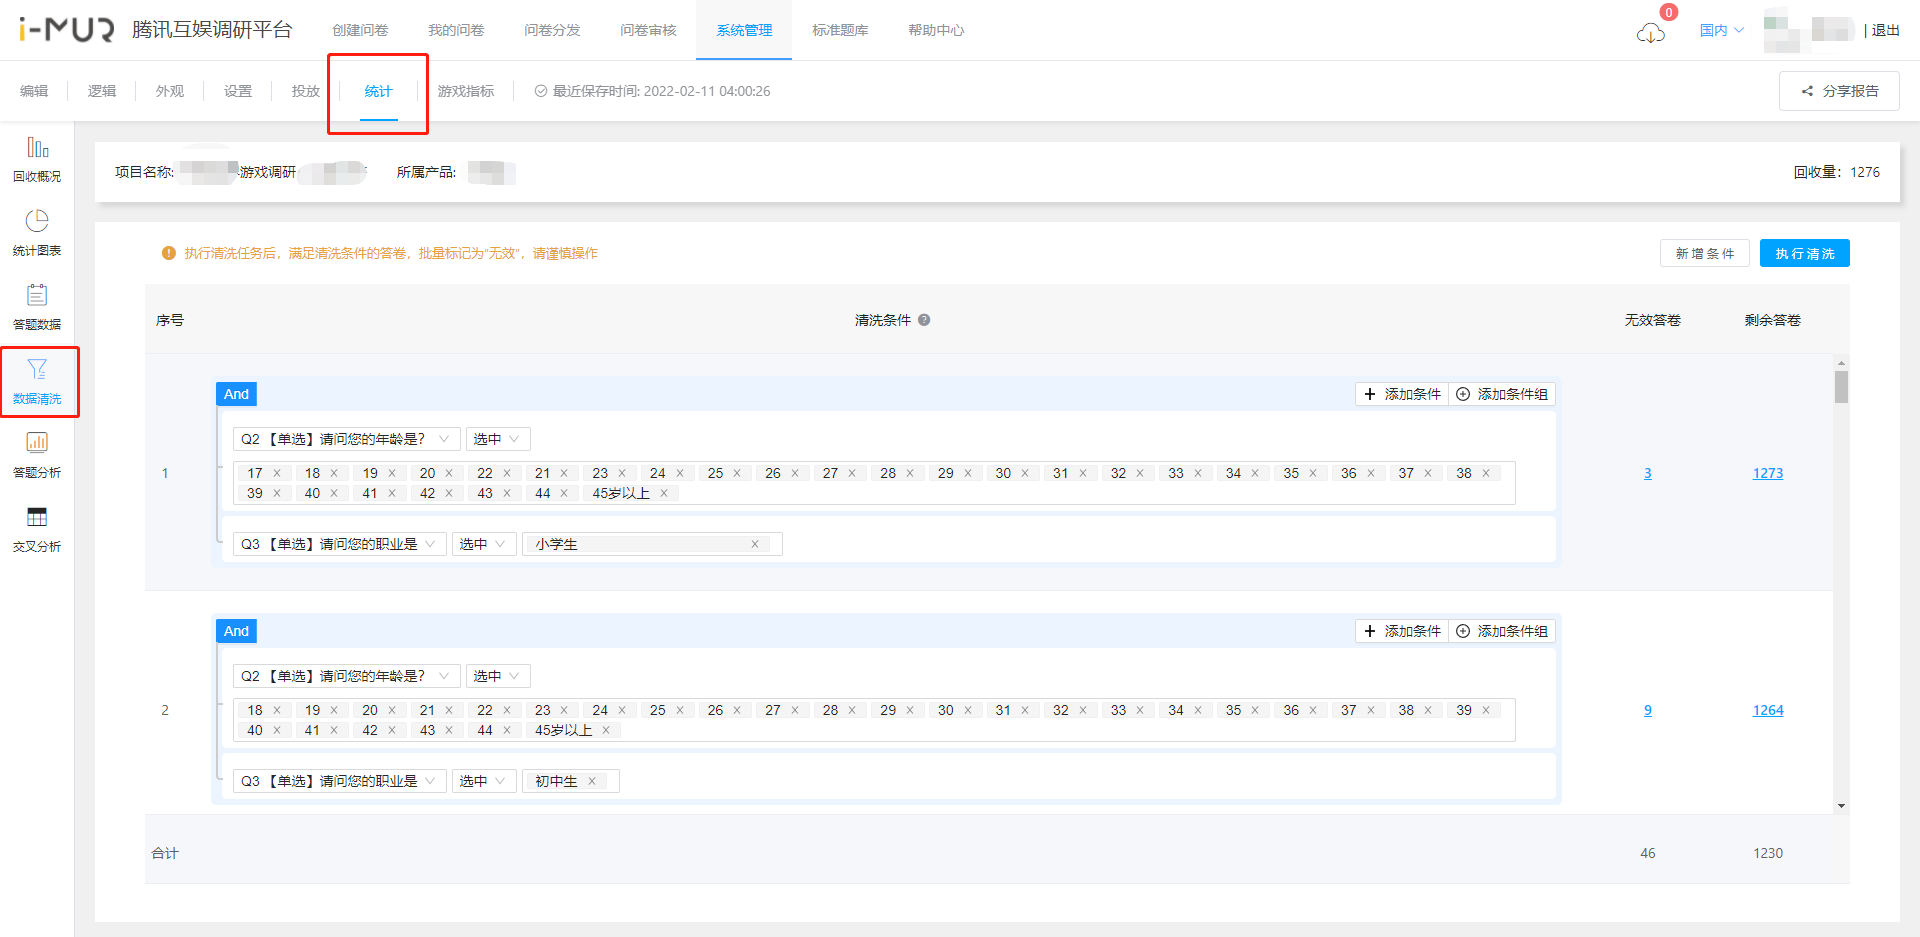 i-MUR 腾讯互娱调研平台 创建问卷 我的问卷 问卷分发 问卷审核 系统管理 标准题库 帮助中心 0 国内 | 退出
编辑 逻辑 外观 设置 投放 统计 游戏指标 最近保存时间: 2022-02-11 04:00:26 分享报告
回收概况
统计图表
答题数据
数据清洗
答题分析
交叉分析
项目名称: 游戏调研 所属产品: 回收量：1276
! 执行清洗任务后，满足清洗条件的答卷，批量标记为“无效”，请谨慎操作 新增条件 执行清洗
序号 清洗条件 ? 无效答卷 剩余答卷
And + 添加条件 添加条件组
Q2 【单选】请问您的年龄是? 选中
1 17 × 18 × 19 × 20 × 22 × 21 × 23 × 24 × 25 × 26 × 27 × 28 × 29 × 30 × 31 × 32 × 33 × 34 × 35 × 36 × 37 × 38 × 3 1273
39 × 40 × 41 × 42 × 43 × 44 × 45岁以上 ×
Q3 【单选】请问您的职业是 选中 小学生 ×
And + 添加条件 添加条件组
Q2 【单选】请问您的年龄是? 选中
2 18 × 19 × 20 × 21 × 22 × 23 × 24 × 25 × 26 × 27 × 28 × 29 × 30 × 31 × 32 × 33 × 34 × 35 × 36 × 37 × 38 × 39 × 9 1264
40 × 41 × 42 × 43 × 44 × 45岁以上 ×
Q3 【单选】请问您的职业是 选中 初中生 ×
合计 46 1230